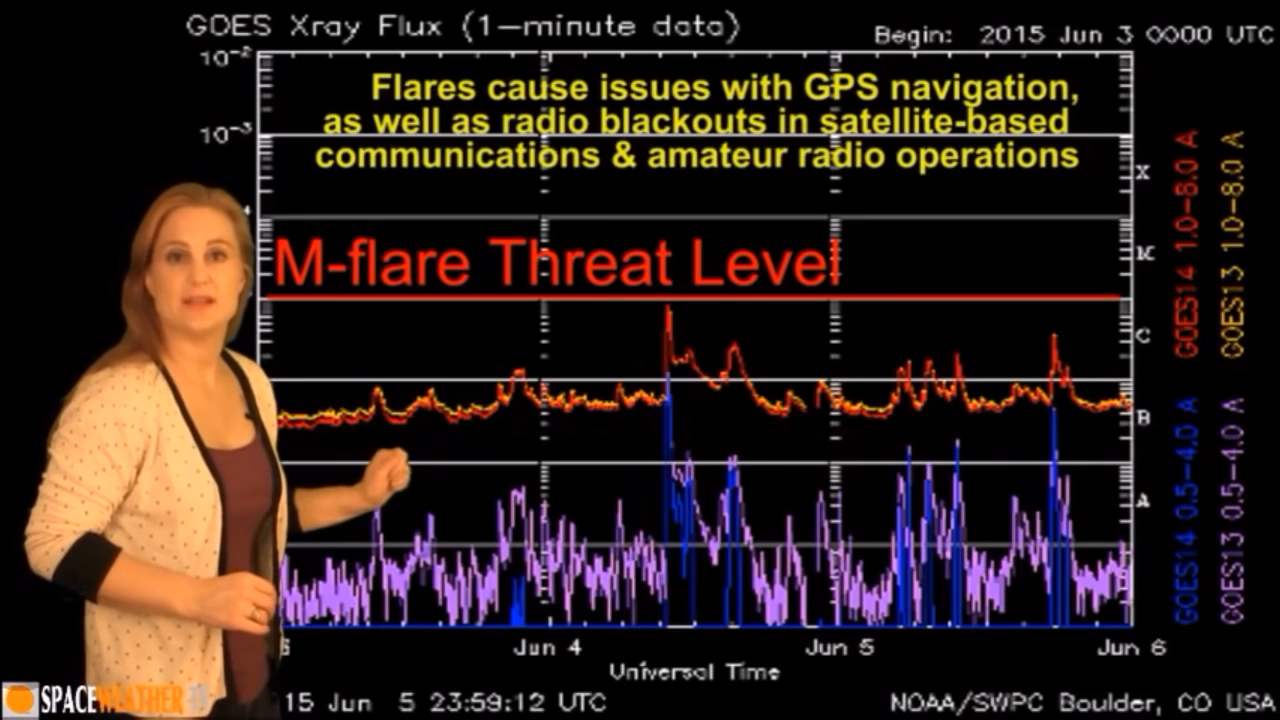 GOES Xray Flux (1-minute data)
Begin: 2015 Jun 3 0000 UTC
10-2
Flares cause issues with GPS navigation,
as well as radio blackouts in satellite-based
communications & amateur radio operations
10-3
X
M-flare Threat Level
M
C
B
A
GOES14 1.0-8.0 A
GOES13 1.0-8.0 A
GOES14 0.5-4.0 A
GOES13 0.5-4.0 A
Jun 4
Jun 5
Jun 6
Universal Time
SPACEWEATHER
15 Jun 5 23:59:12 UTC
NOAA/SWPC Boulder, CO USA